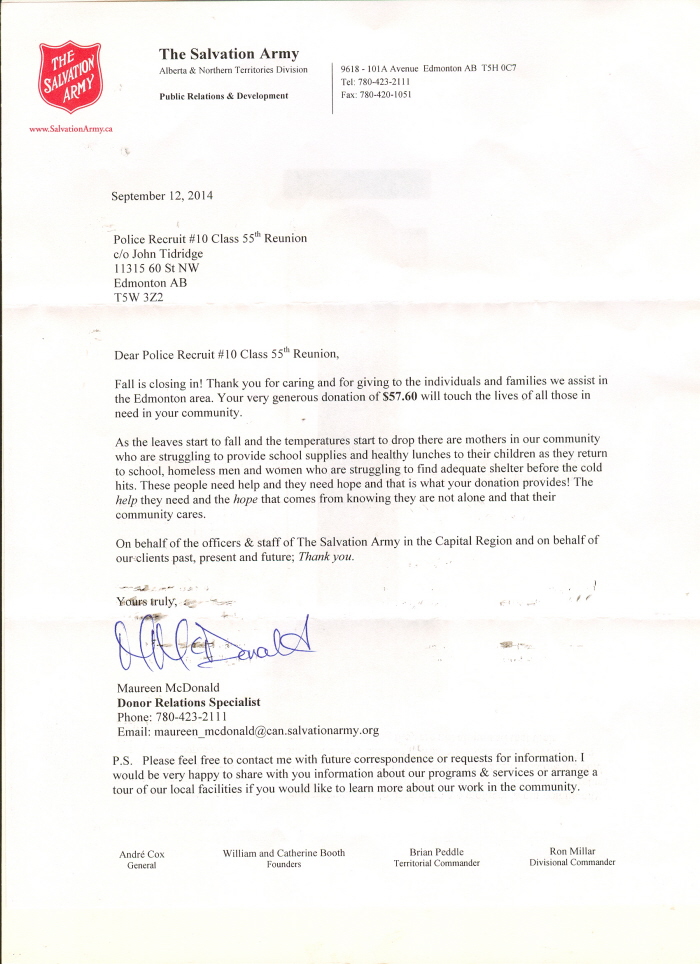 THE
SALVATION
ARMY
www.SalvationArmy.ca
The Salvation Army
Alberta & Northern Territories Division
Public Relations & Development
9618 - 101A Avenue Edmonton AB T5H 0C7
Tel: 780-423-2111
Fax: 780-420-1051
September 12, 2014
Police Recruit #10 Class 55th Reunion
c/o John Tidridge
11315 60 St NW
Edmonton AB
T5W 3Z2
Dear Police Recruit #10 Class 55th Reunion,
Fall is closing in! Thank you for caring and for giving to the individuals and families we assist in
the Edmonton area. Your very generous donation of $57.60 will touch the lives of all those in
need in your community.
As the leaves start to fall and the temperatures start to drop there are mothers in our community
who are struggling to provide school supplies and healthy lunches to their children as they return
to school, homeless men and women who are struggling to find adequate shelter before the cold
hits. These people need help and they need hope and that is what your donation provides! The
help they need and the hope that comes from knowing they are not alone and that their
community cares.
On behalf of the officers & staff of The Salvation Army in the Capital Region and on behalf of
our clients past, present and future; Thank you.
Yours truly,
M McDonald
Maureen McDonald
Donor Relations Specialist
Phone: 780-423-2111
Email: maureen_mcdonald@can.salvationarmy.org
P.S. Please feel free to contact me with future correspondence or requests for information. I
would be very happy to share with you information about our programs & services or arrange a
tour of our local facilities if you would like to learn more about our work in the community.
André Cox William and Catherine Booth Brian Peddle Ron Millar
General Founders Territorial Commander Divisional Commander